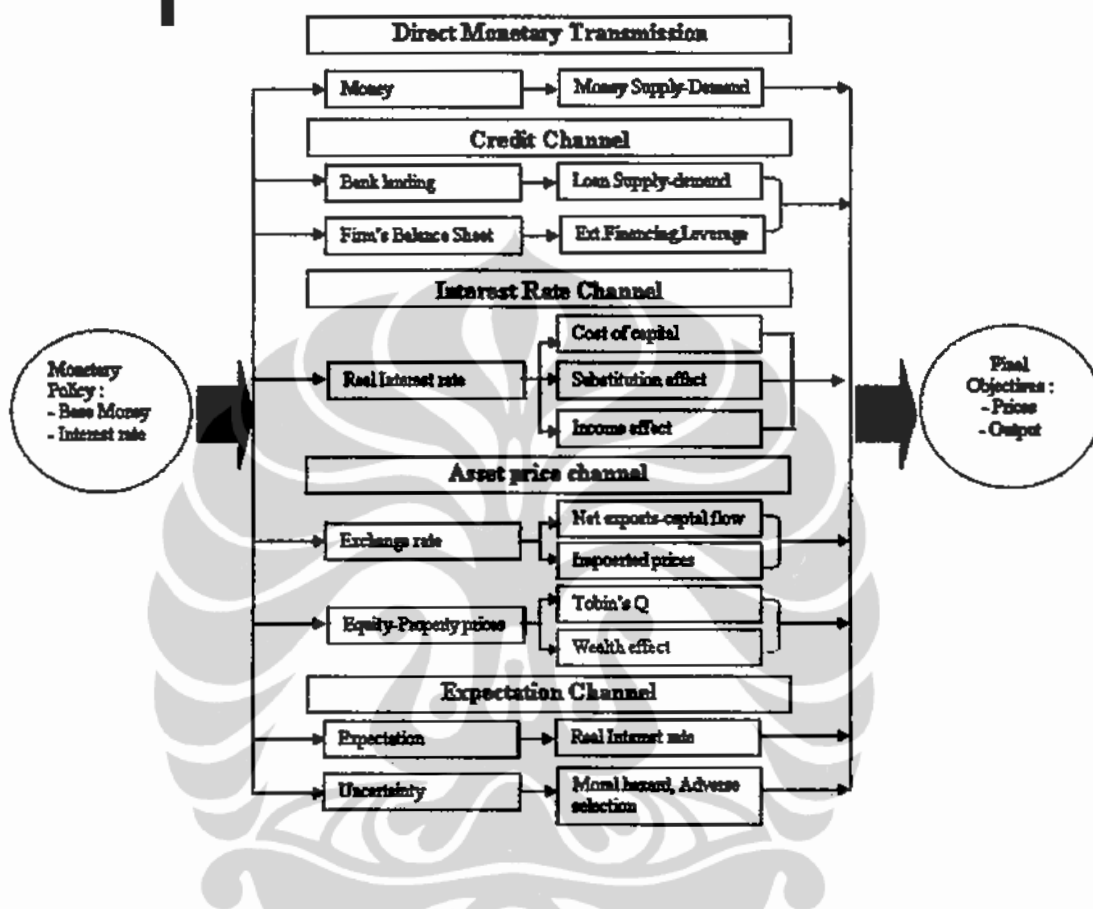 Direct Monetary Transmission
Money
Money Supply-Demand
Credit Channel
Bank lending
Loan Supply-demand
Firm's Balance Sheet
Ext.Financing,Leverage
Interest Rate Channel
Cost of capital
Real Interest rate
Substitution effect
Income effect
Monetary
Policy :
- Base Money
- Interest rate
Final
Objectives :
- Prices
- Output
Asset price channel
Net exports-captal flow
Exchange rate
Impoerted prices
Tobin's Q
Equity-Property prices
Wealth effect
Expectation Channel
Expectation
Real Interest rate
Uncertainty
Moral hazard, Adverse
selection